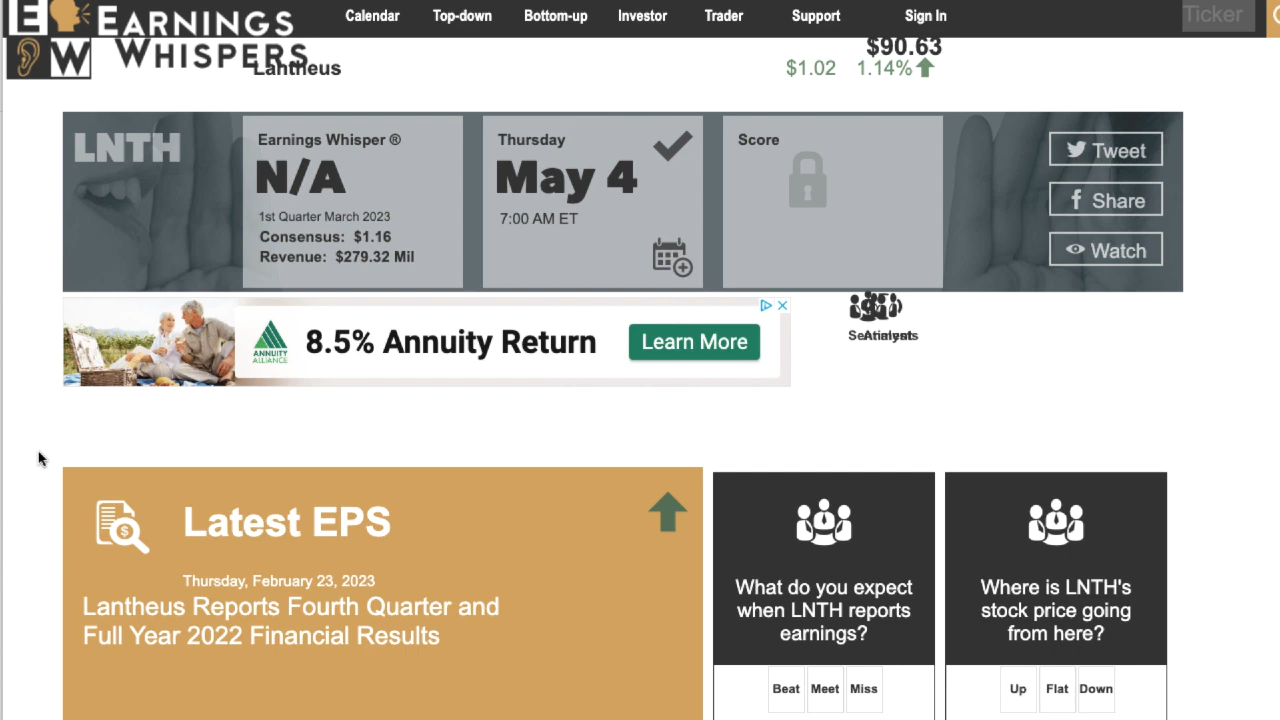 E EARNINGS
W WHISPERS
Calendar Top-down Bottom-up Investor Trader Support Sign In
Ticker
Lantheus
$90.63
$1.02 1.14%
LNTH
Earnings Whisper ®
N/A
1st Quarter March 2023
Consensus: $1.16
Revenue: $279.32 Mil
Thursday
May 4
7:00 AM ET
Score
Tweet
Share
Watch
ANNUITY
ALLIANCE
8.5% Annuity Return
Learn More
Latest EPS
Thursday, February 23, 2023
Lantheus Reports Fourth Quarter and
Full Year 2022 Financial Results
What do you expect
when LNTH reports
earnings?
Beat Meet Miss
Where is LNTH's
stock price going
from here?
Up Flat Down